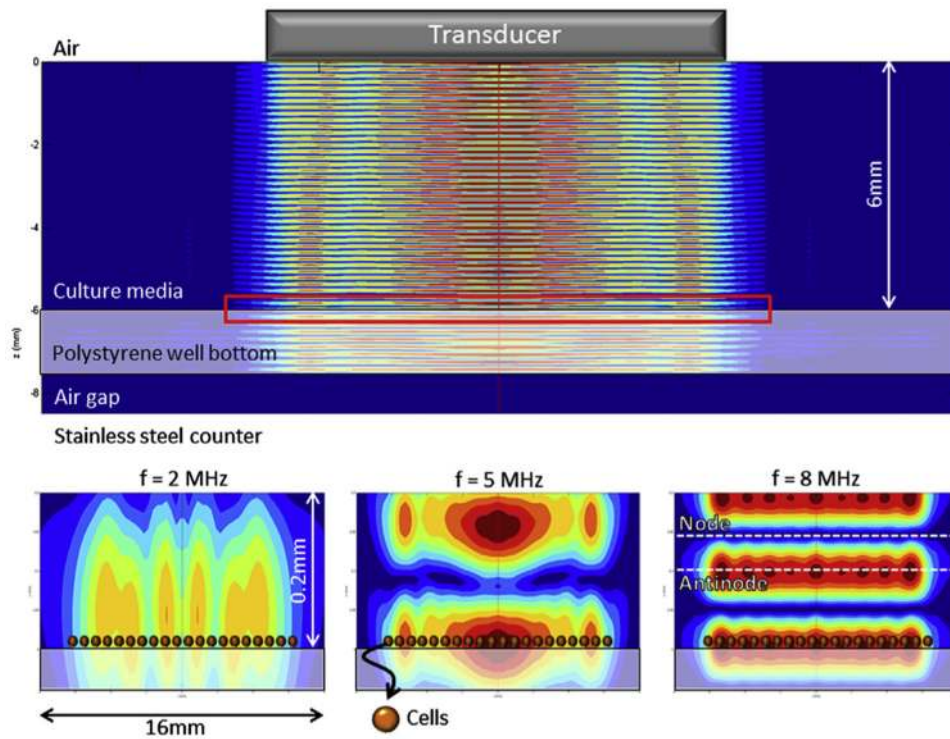 Transducer
Air
0
-2
-4
6mm
Culture media
-6
z (mm)
Polystyrene well bottom
-8
Air gap
Stainless steel counter
f = 2 MHz
f = 5 MHz
f = 8 MHz
0.2mm
Node
Antinode
16mm
Cells